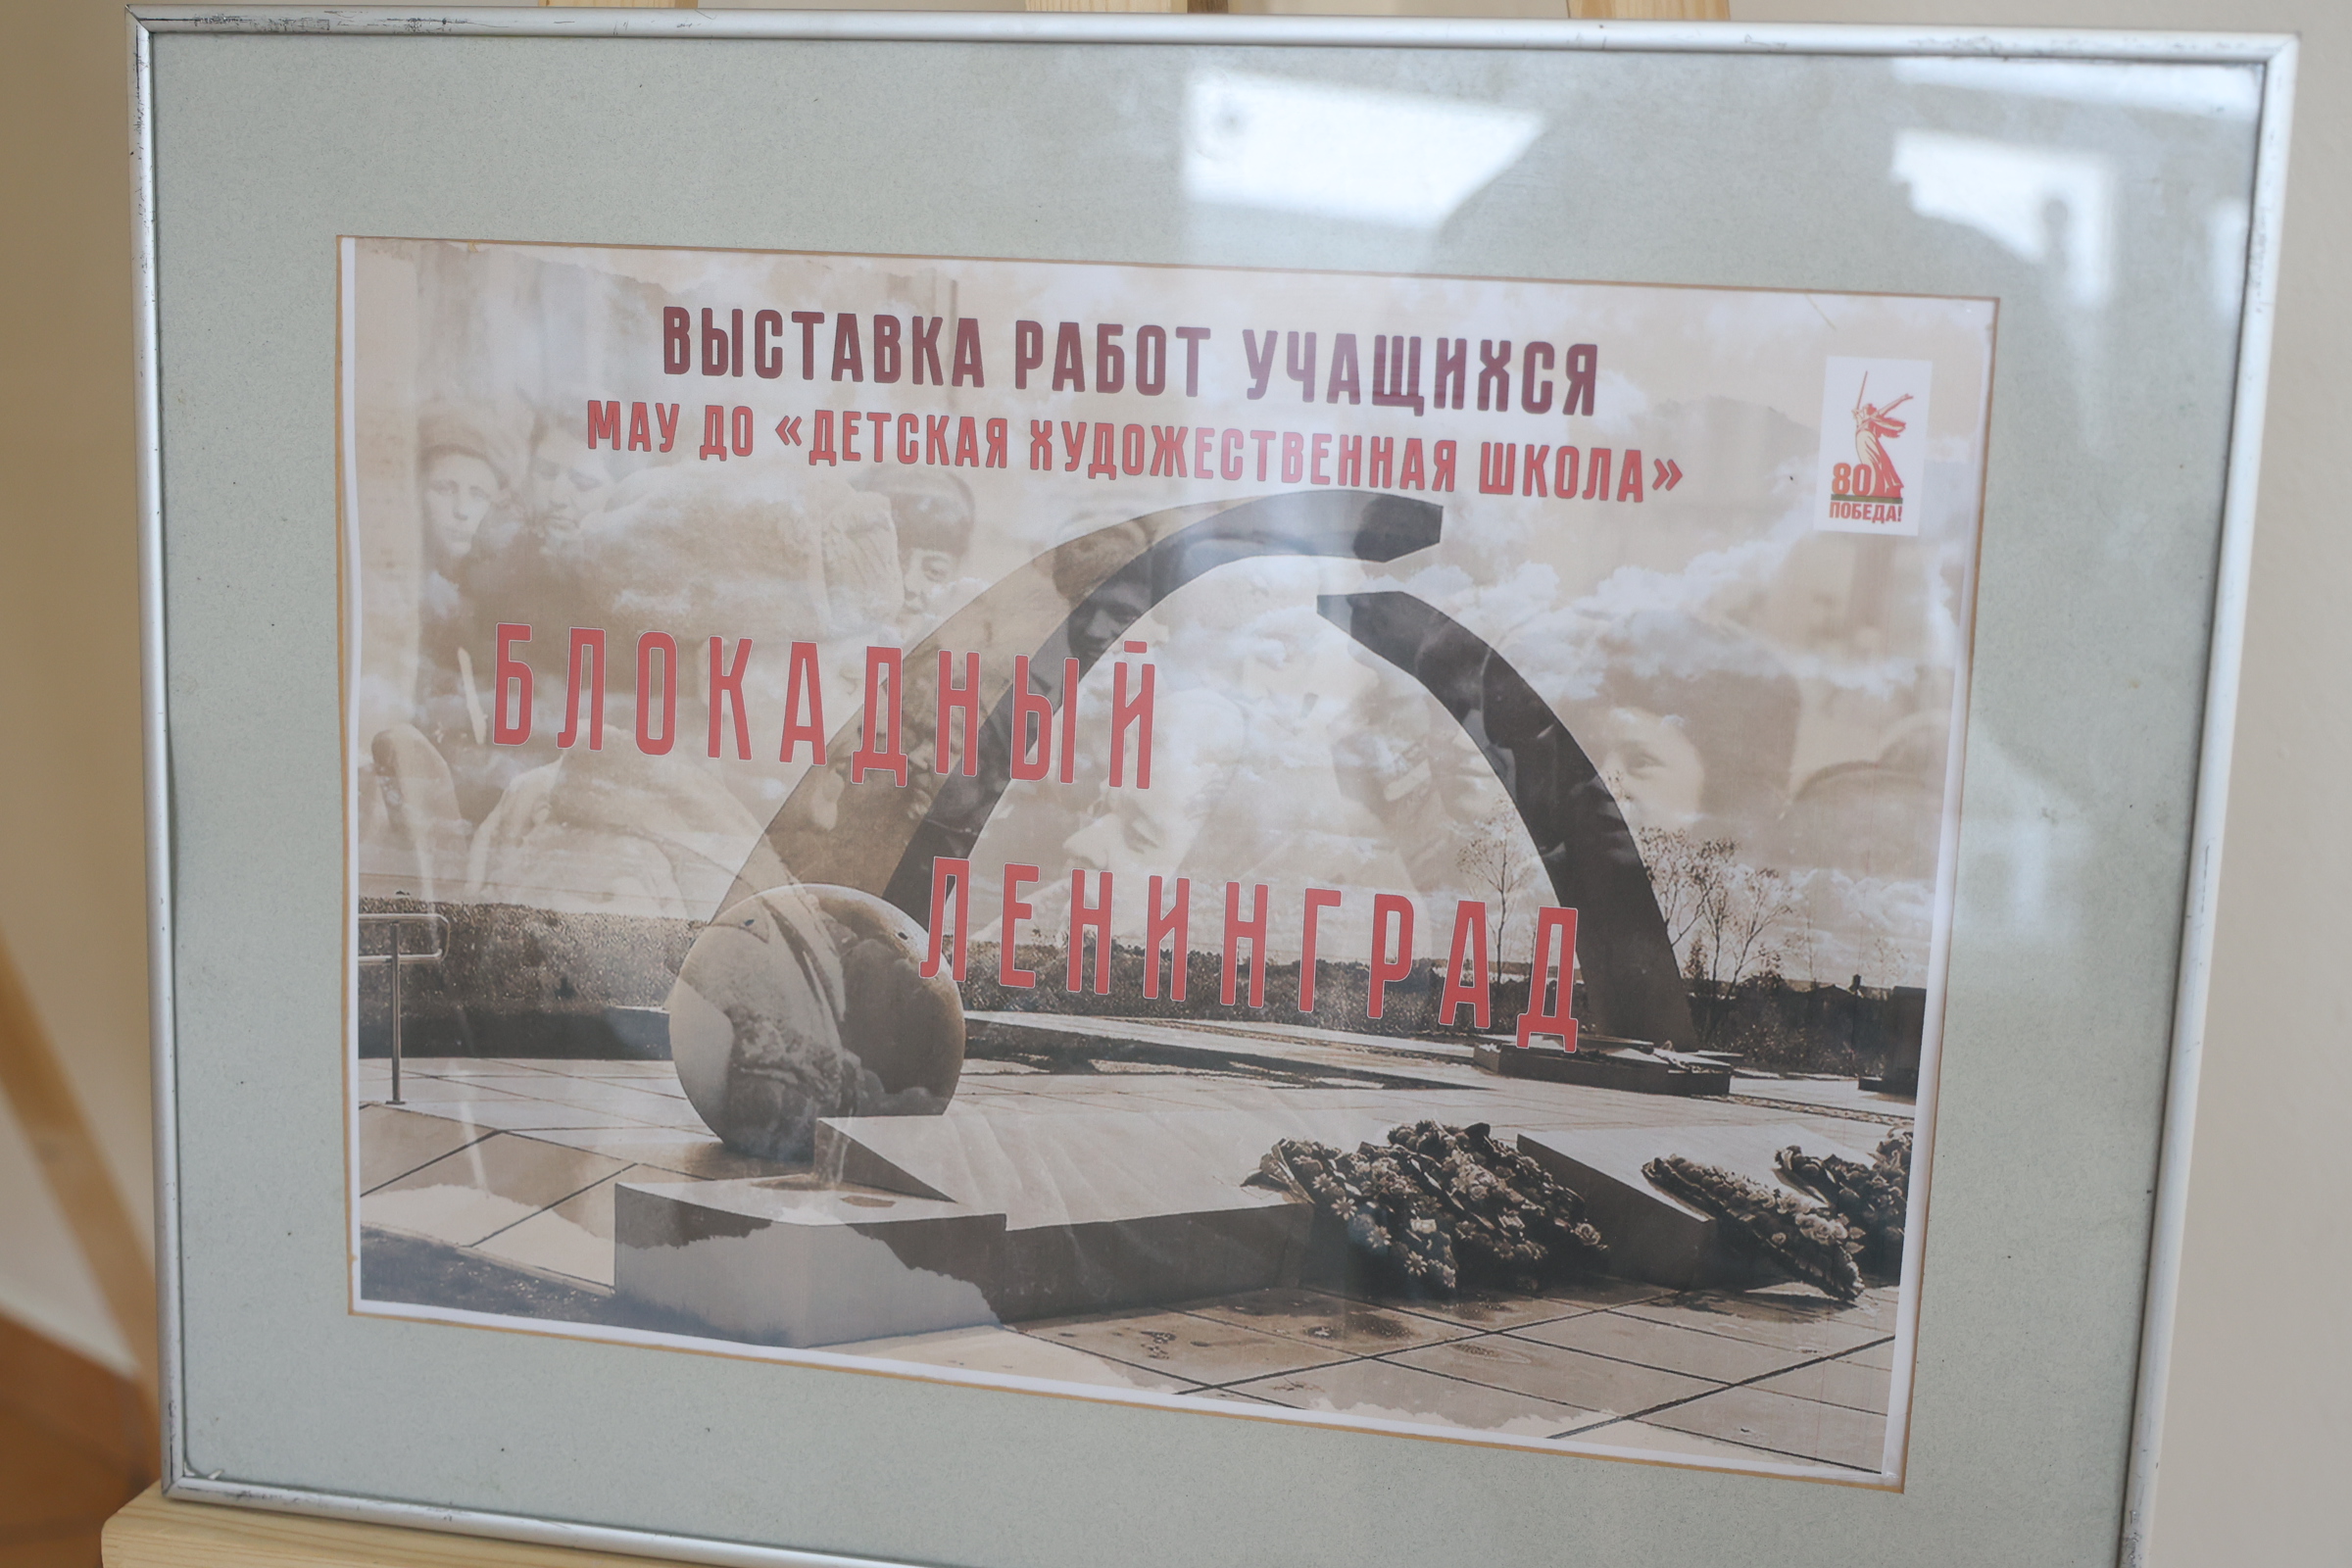 ВЫСТАВКА РАБОТ УЧАЩИХСЯ
МАУ ДО «ДЕТСКАЯ ХУДОЖЕСТВЕННАЯ ШКОЛА»
80
ПОБЕДА!
БЛОКАДНЫЙ
ЛЕНИНГРАД